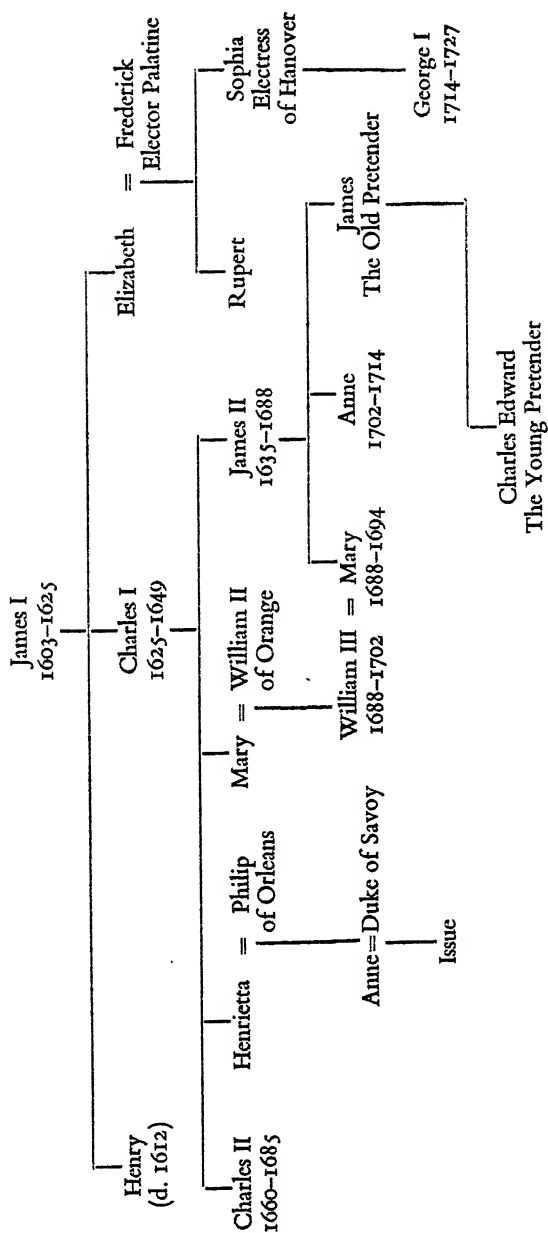 James I
1603–1625
Henry
(d. 1612)
Charles I
1625–1649
Elizabeth
=
Frederick
Elector Palatine
Charles II
1660–1685
Henrietta
=
Philip
of Orleans
Mary
=
William II
of Orange
James II
1635–1688
Rupert
Sophia
Electress
of Hanover
Anne=Duke of Savoy
William III
1688–1702
=
Mary
1688–1694
Anne
1702–1714
James
The Old Pretender
George I
1714–1727
Issue
Charles Edward
The Young Pretender